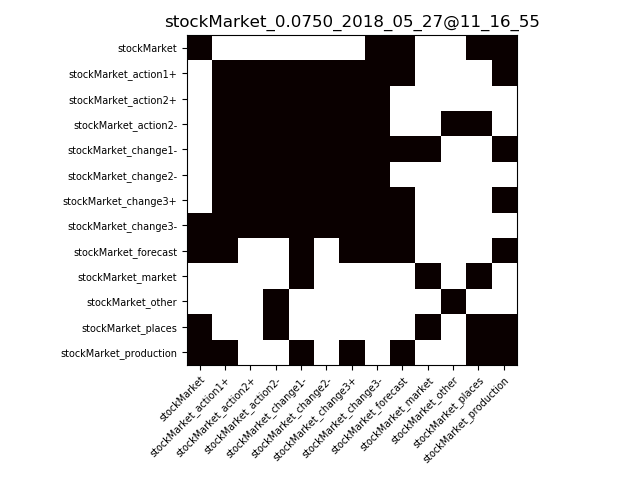 stockMarket_0.0750_2018_05_27@11_16_55
stockMarket
stockMarket_action1+
stockMarket_action2+
stockMarket_action2-
stockMarket_change1-
stockMarket_change2-
stockMarket_change3+
stockMarket_change3-
stockMarket_forecast
stockMarket_market
stockMarket_other
stockMarket_places
stockMarket_production
stockMarket
stockMarket_action1+
stockMarket_action2+
stockMarket_action2-
stockMarket_change1-
stockMarket_change2-
stockMarket_change3+
stockMarket_change3-
stockMarket_forecast
stockMarket_market
stockMarket_other
stockMarket_places
stockMarket_production